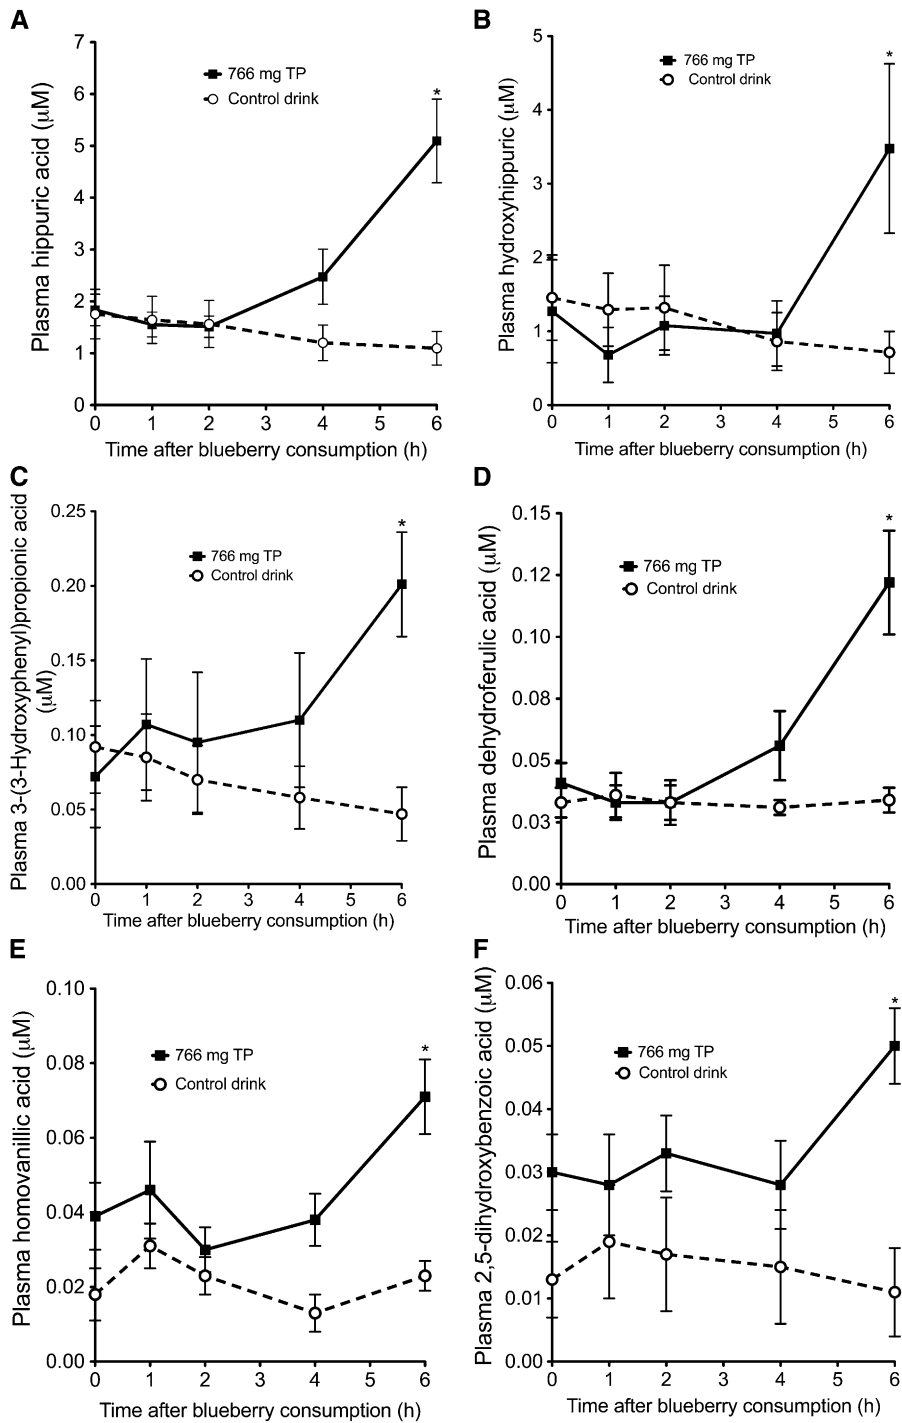 A
7
6
5
4
3
2
1
0
Plasma hippuric acid (μM)
766 mg TP
Control drink
*
0 1 2 3 4 5 6
Time after blueberry consumption (h)
B
5
4
3
2
1
0
Plasma hydroxyhippuric (μM)
766 mg TP
Control drink
*
0 1 2 3 4 5 6
Time after blueberry consumption (h)
C
0.25
0.20
0.15
0.10
0.05
0.00
Plasma 3-(3-Hydroxyphenyl)propionic acid
(μM)
766 mg TP
Control drink
*
0 1 2 3 4 5 6
Time after blueberry consumption (h)
D
0.15
0.12
0.10
0.08
0.05
0.03
0.00
Plasma dehydroferulic acid (μM)
766 mg TP
Control drink
*
0 1 2 3 4 5 6
Time after blueberry consumption (h)
E
0.10
0.08
0.06
0.04
0.02
0.00
Plasma homovanillic acid (μM)
766 mg TP
Control drink
*
0 1 2 3 4 5 6
Time after blueberry consumption (h)
F
0.06
0.05
0.04
0.03
0.02
0.01
0.00
Plasma 2,5-dihydroxybenzoic acid (μM)
766 mg TP
Control drink
*
0 1 2 3 4 5 6
Time after blueberry consumption (h)